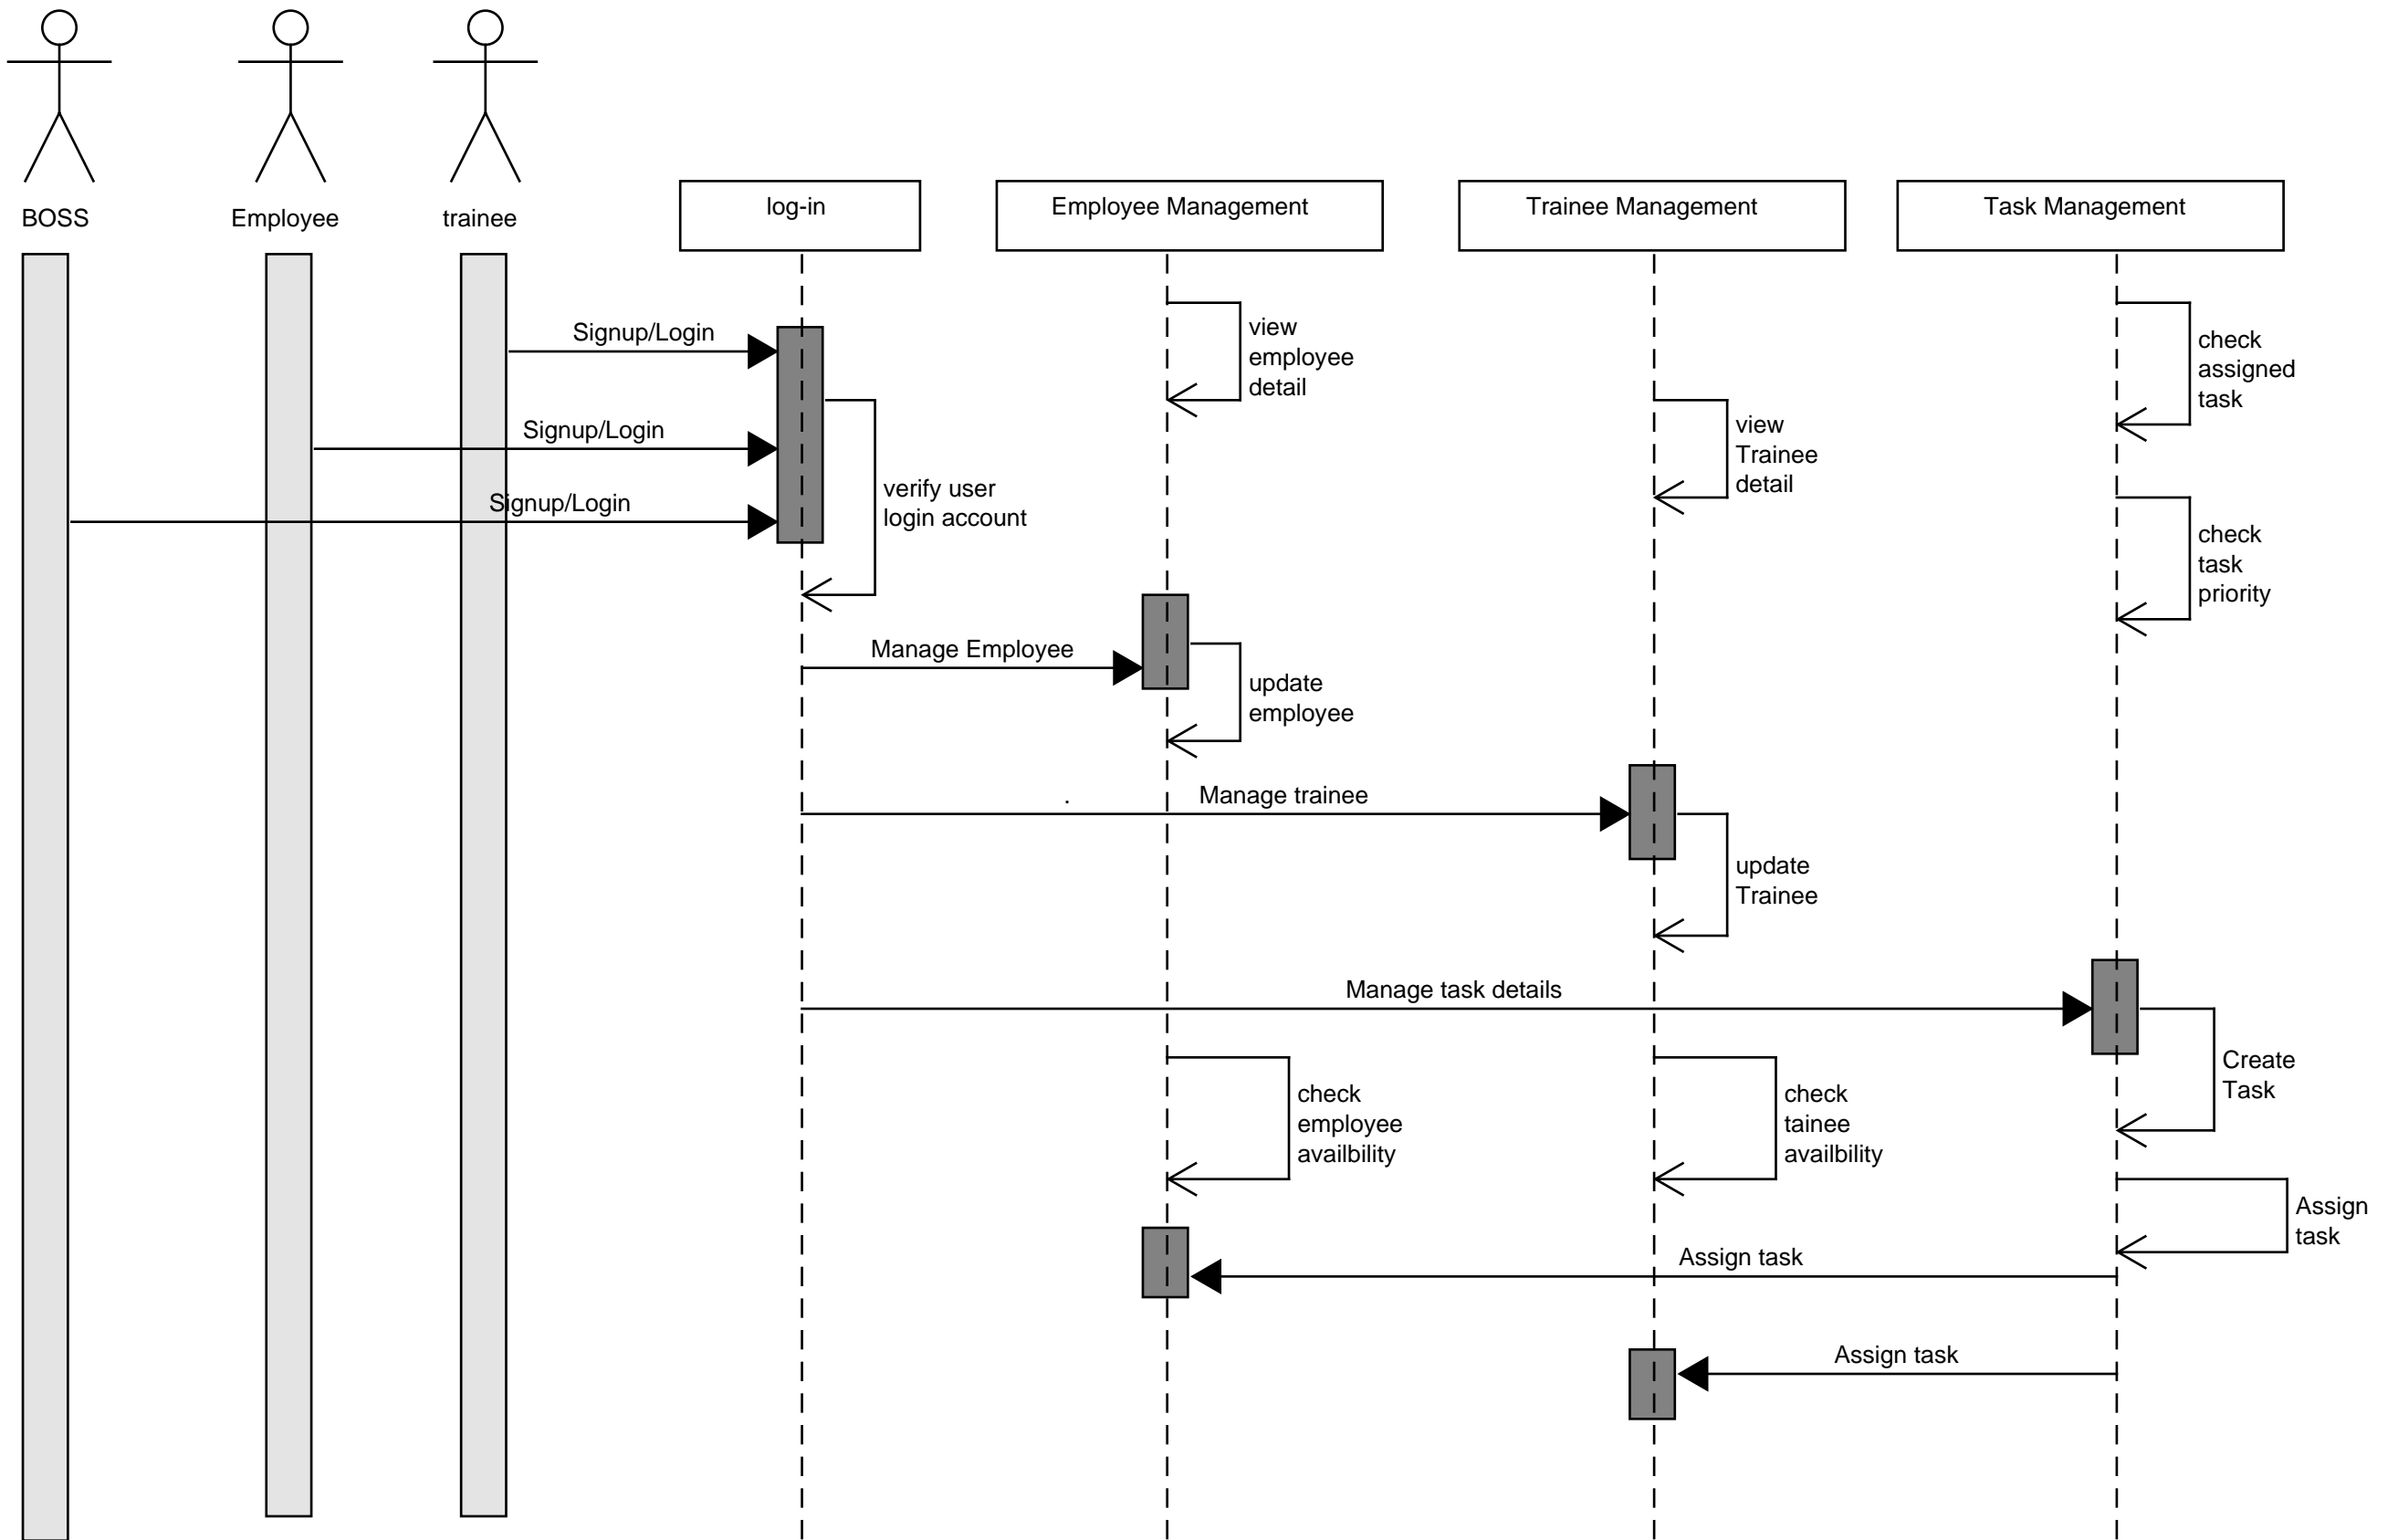 BOSS
Employee
trainee
log-in
Employee Management
Trainee Management
Task Management
Signup/Login
view
employee
detail
check
assigned
task
Signup/Login
view
Trainee
detail
Signup/Login
verify user
login account
check
task
priority
Manage Employee
update
employee
.
Manage trainee
update
Trainee
Manage task details
Create
Task
check
employee
availbility
check
tainee
availbility
Assign
task
Assign task
Assign task